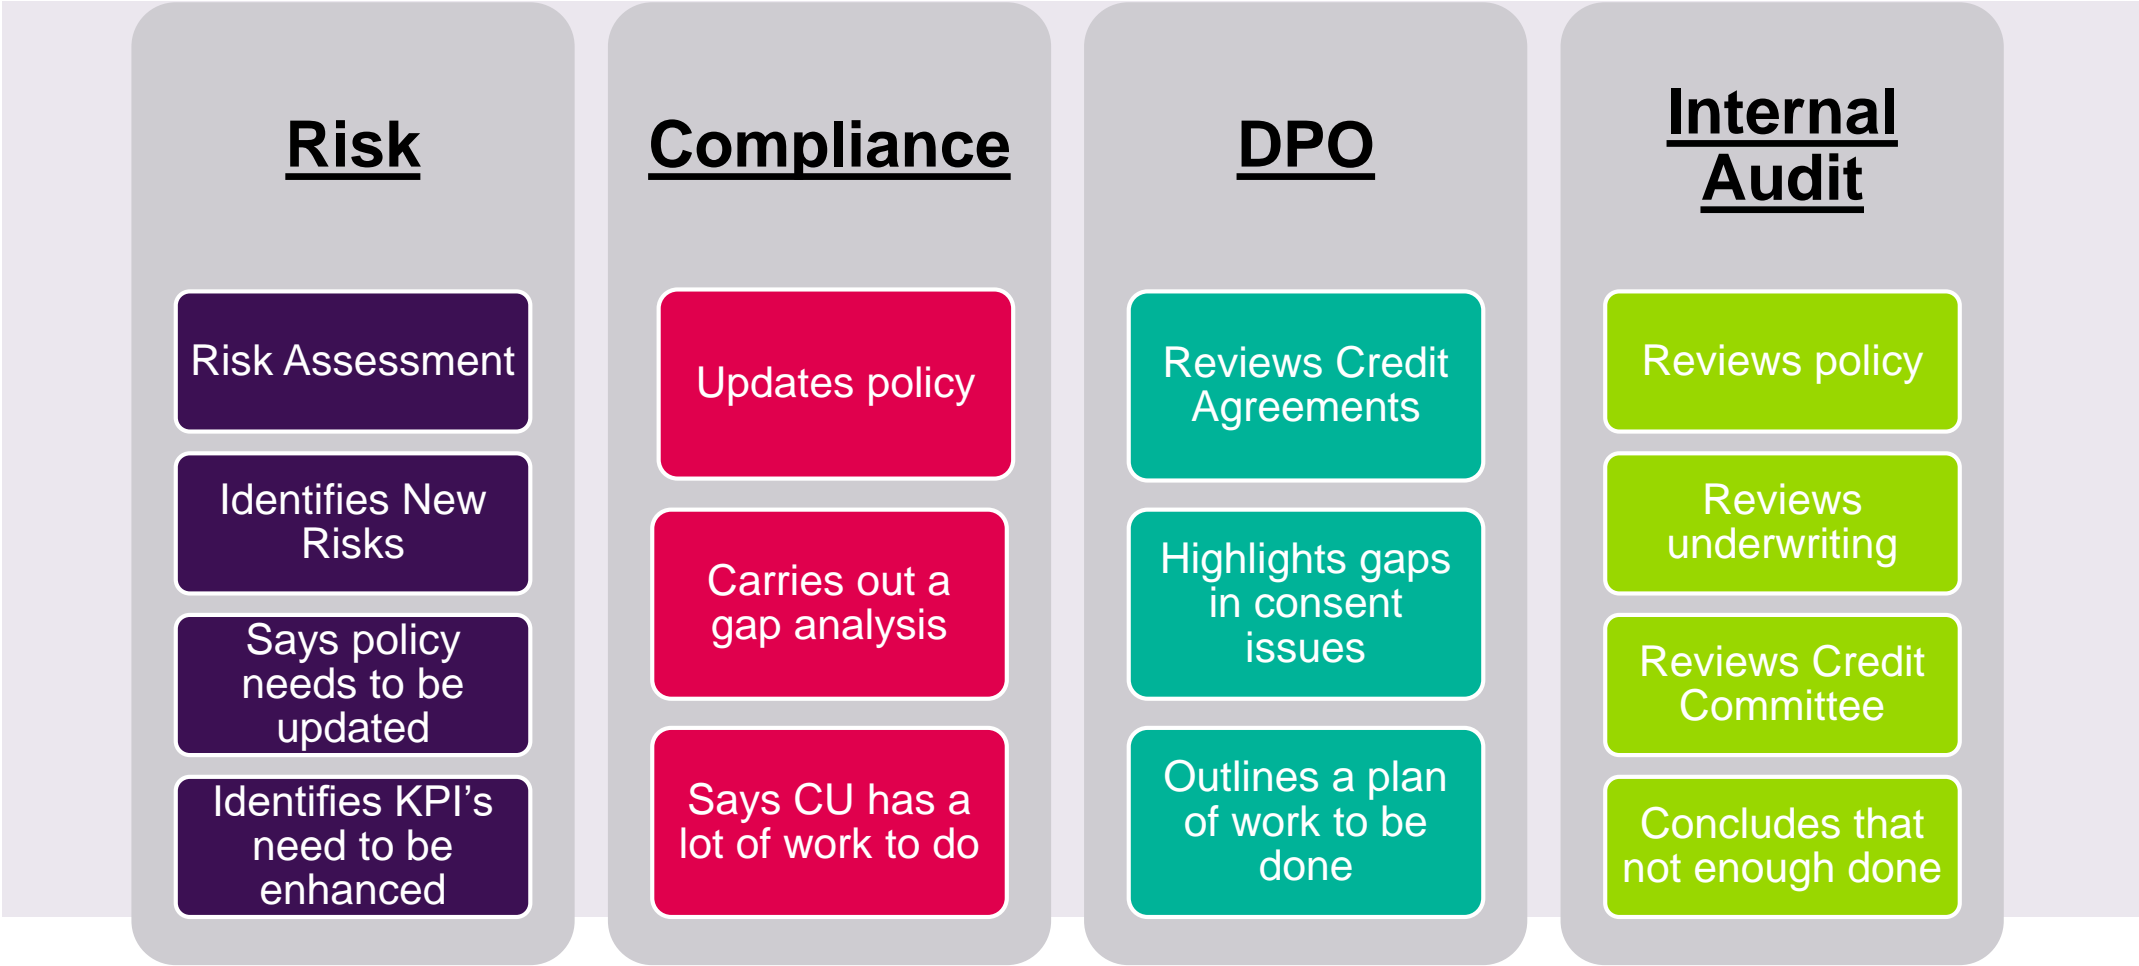 Risk
Risk Assessment
Identifies New
Risks
Says policy
needs to be
updated
Identifies KPI’s
need to be
enhanced
Compliance
Updates policy
Carries out a
gap analysis
Says CU has a
lot of work to do
DPO
Reviews Credit
Agreements
Highlights gaps
in consent
issues
Outlines a plan
of work to be
done
Internal
Audit
Reviews policy
Reviews
underwriting
Reviews Credit
Committee
Concludes that
not enough done